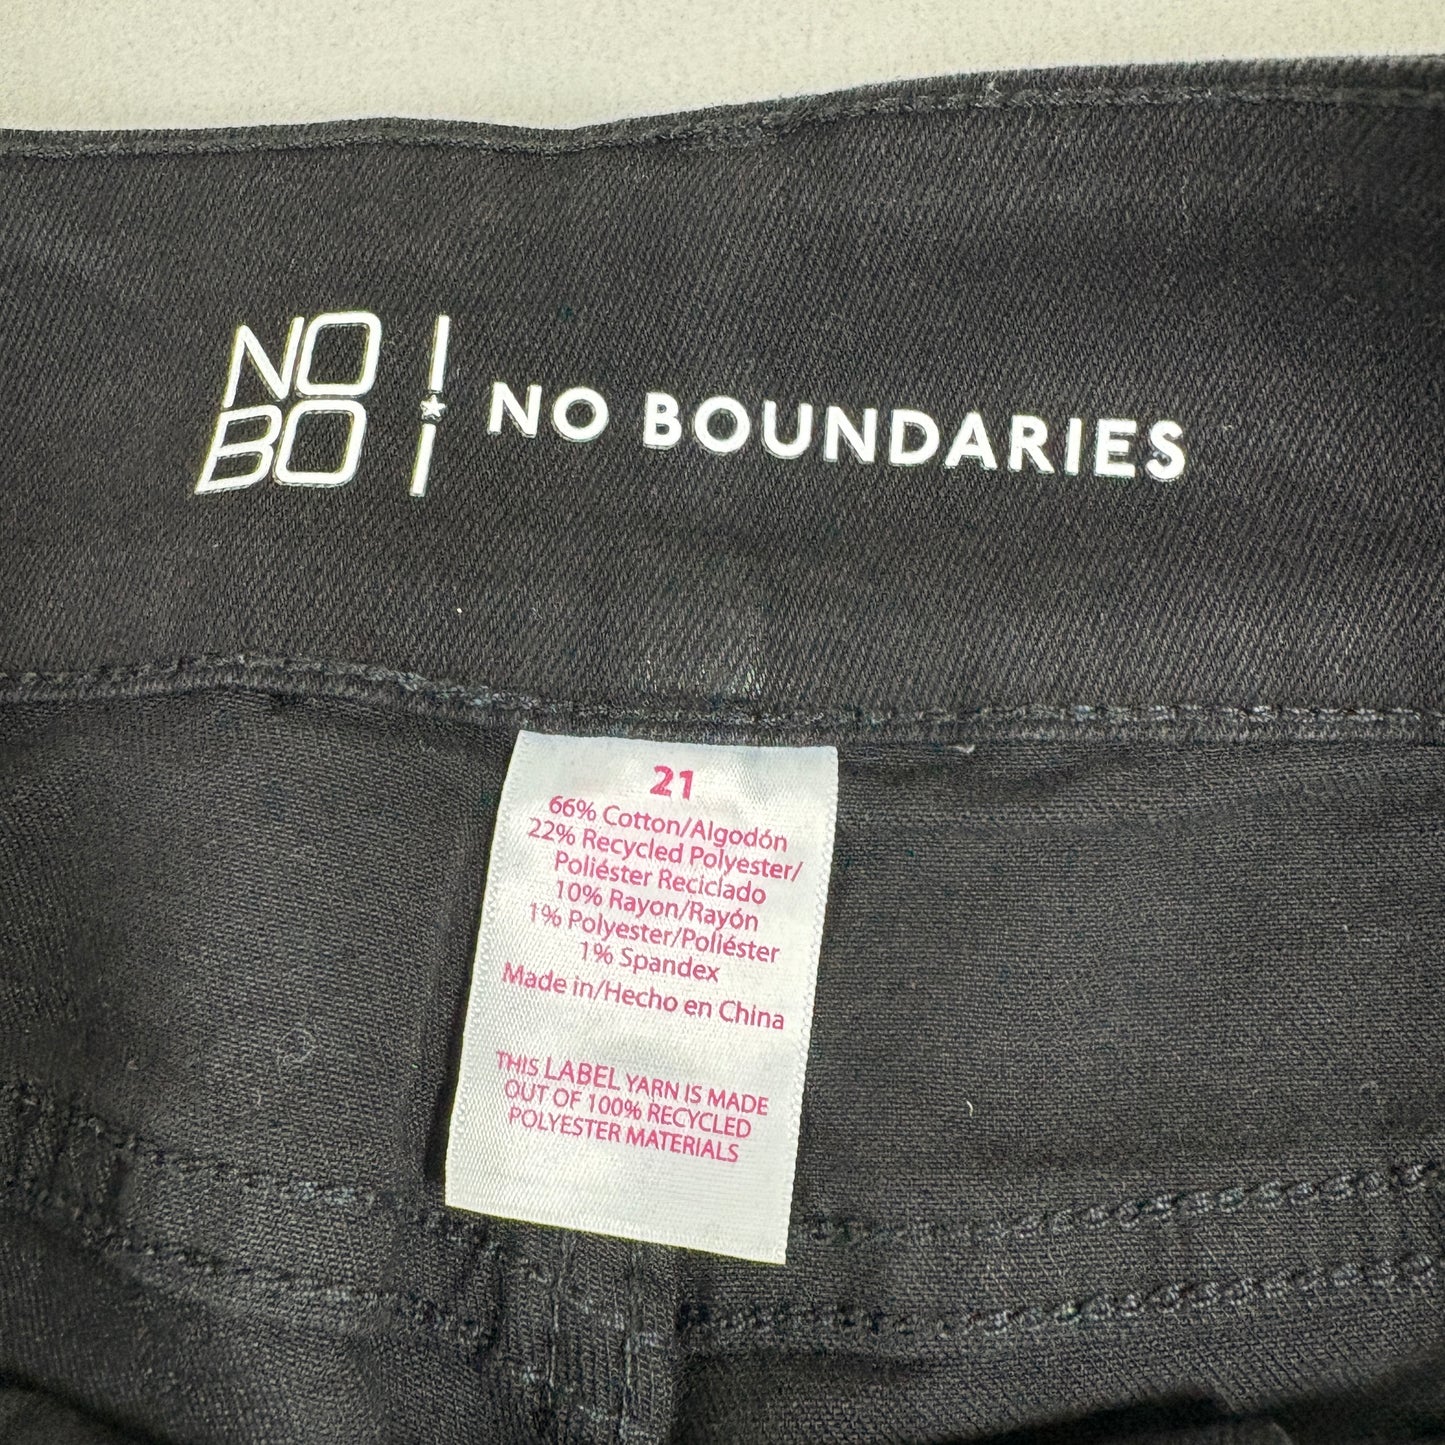 NO
BO
NO BOUNDARIES
21
66% Cotton/Algodón
22% Recycled Polyester/
Poliéster Reciclado
10% Rayon/Rayón
1% Polyester/Poliéster
1% Spandex
Made in/Hecho en China
THIS LABEL YARN IS MADE
OUT OF 100% RECYCLED
POLYESTER MATERIALS